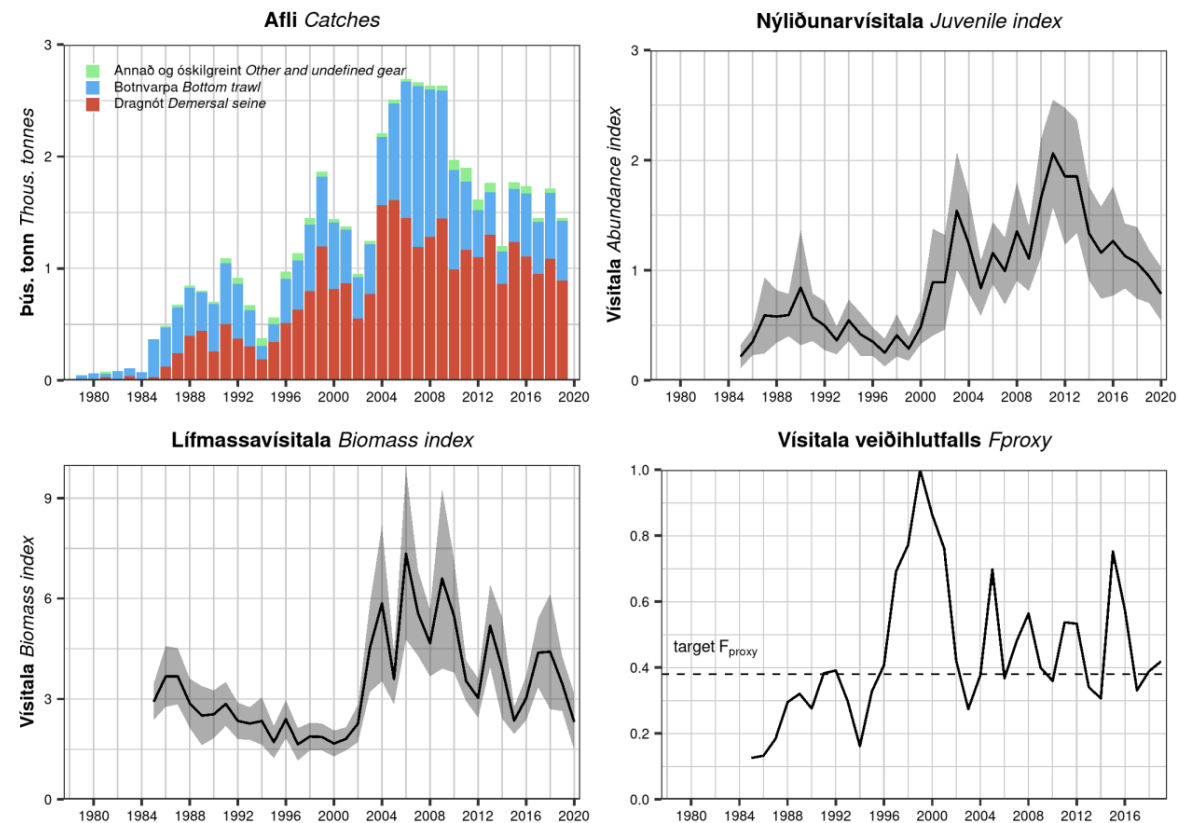 Afli Catches
3
2
1
0
Þús. tonn Thous. tonnes
Annað og óskilgreint Other and undefined gear
Botnvarpa Bottom trawl
Dragnót Demersal seine
1980 1984 1988 1992 1996 2000 2004 2008 2012 2016 2020
Nýliðunarvísitala Juvenile index
3
2
1
0
Vísitala Abundance index
1980 1984 1988 1992 1996 2000 2004 2008 2012 2016 2020
Lífmassavísitala Biomass index
9
6
3
0
Vísitala Biomass index
1980 1984 1988 1992 1996 2000 2004 2008 2012 2016 2020
Vísitala veiðihlutfalls Fproxy
1.0
0.8
0.6
0.4
0.2
0.0
target Fproxy
1980 1984 1988 1992 1996 2000 2004 2008 2012 2016